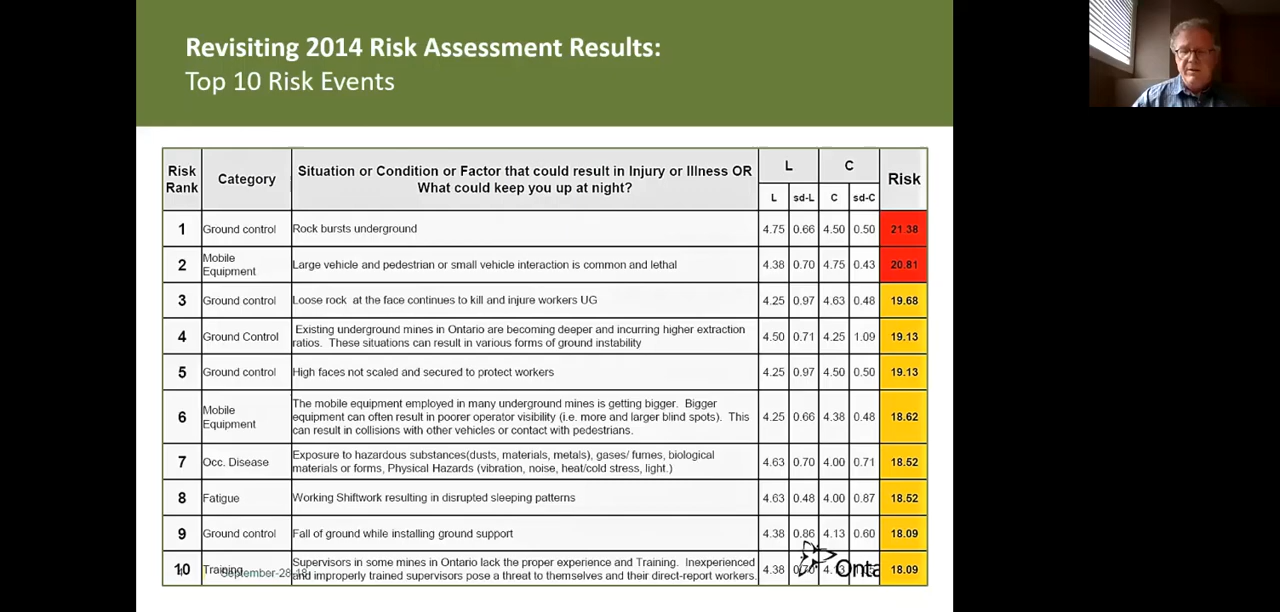 Revisiting 2014 Risk Assessment Results:
Top 10 Risk Events
Risk Rank Category Situation or Condition or Factor that could result in Injury or Illness OR What could keep you up at night? L C Risk
L sd-L C sd-C
1 Ground control Rock bursts underground 4.75 0.66 4.50 0.50 21.38
2 Mobile Equipment Large vehicle and pedestrian or small vehicle interaction is common and lethal 4.38 0.70 4.75 0.43 20.81
3 Ground control Loose rock at the face continues to kill and injure workers UG 4.25 0.97 4.63 0.48 19.68
4 Ground Control Existing underground mines in Ontario are becoming deeper and incurring higher extraction ratios. These situations can result in various forms of ground instability 4.50 0.71 4.25 1.09 19.13
5 Ground control High faces not scaled and secured to protect workers 4.25 0.97 4.50 0.50 19.13
6 Mobile Equipment The mobile equipment employed in many underground mines is getting bigger. Bigger equipment can often result in poorer operator visibility (i.e. more and larger blind spots). This can result in collisions with other vehicles or contact with pedestrians. 4.25 0.66 4.38 0.48 18.62
7 Occ. Disease Exposure to hazardous substances(dusts, materials, metals), gases/ fumes, biological materials or forms, Physical Hazards (vibration, noise, heat/cold stress, light.) 4.63 0.70 4.00 0.71 18.52
8 Fatigue Working Shiftwork resulting in disrupted sleeping patterns 4.63 0.48 4.00 0.87 18.52
9 Ground control Fall of ground while installing ground support 4.38 0.86 4.13 0.60 18.09
10 Training Supervisors in some mines in Ontario lack the proper experience and Training. Inexperienced and improperly trained supervisors pose a threat to themselves and their direct-report workers. 4.38 0.70 18.09
September-28-18